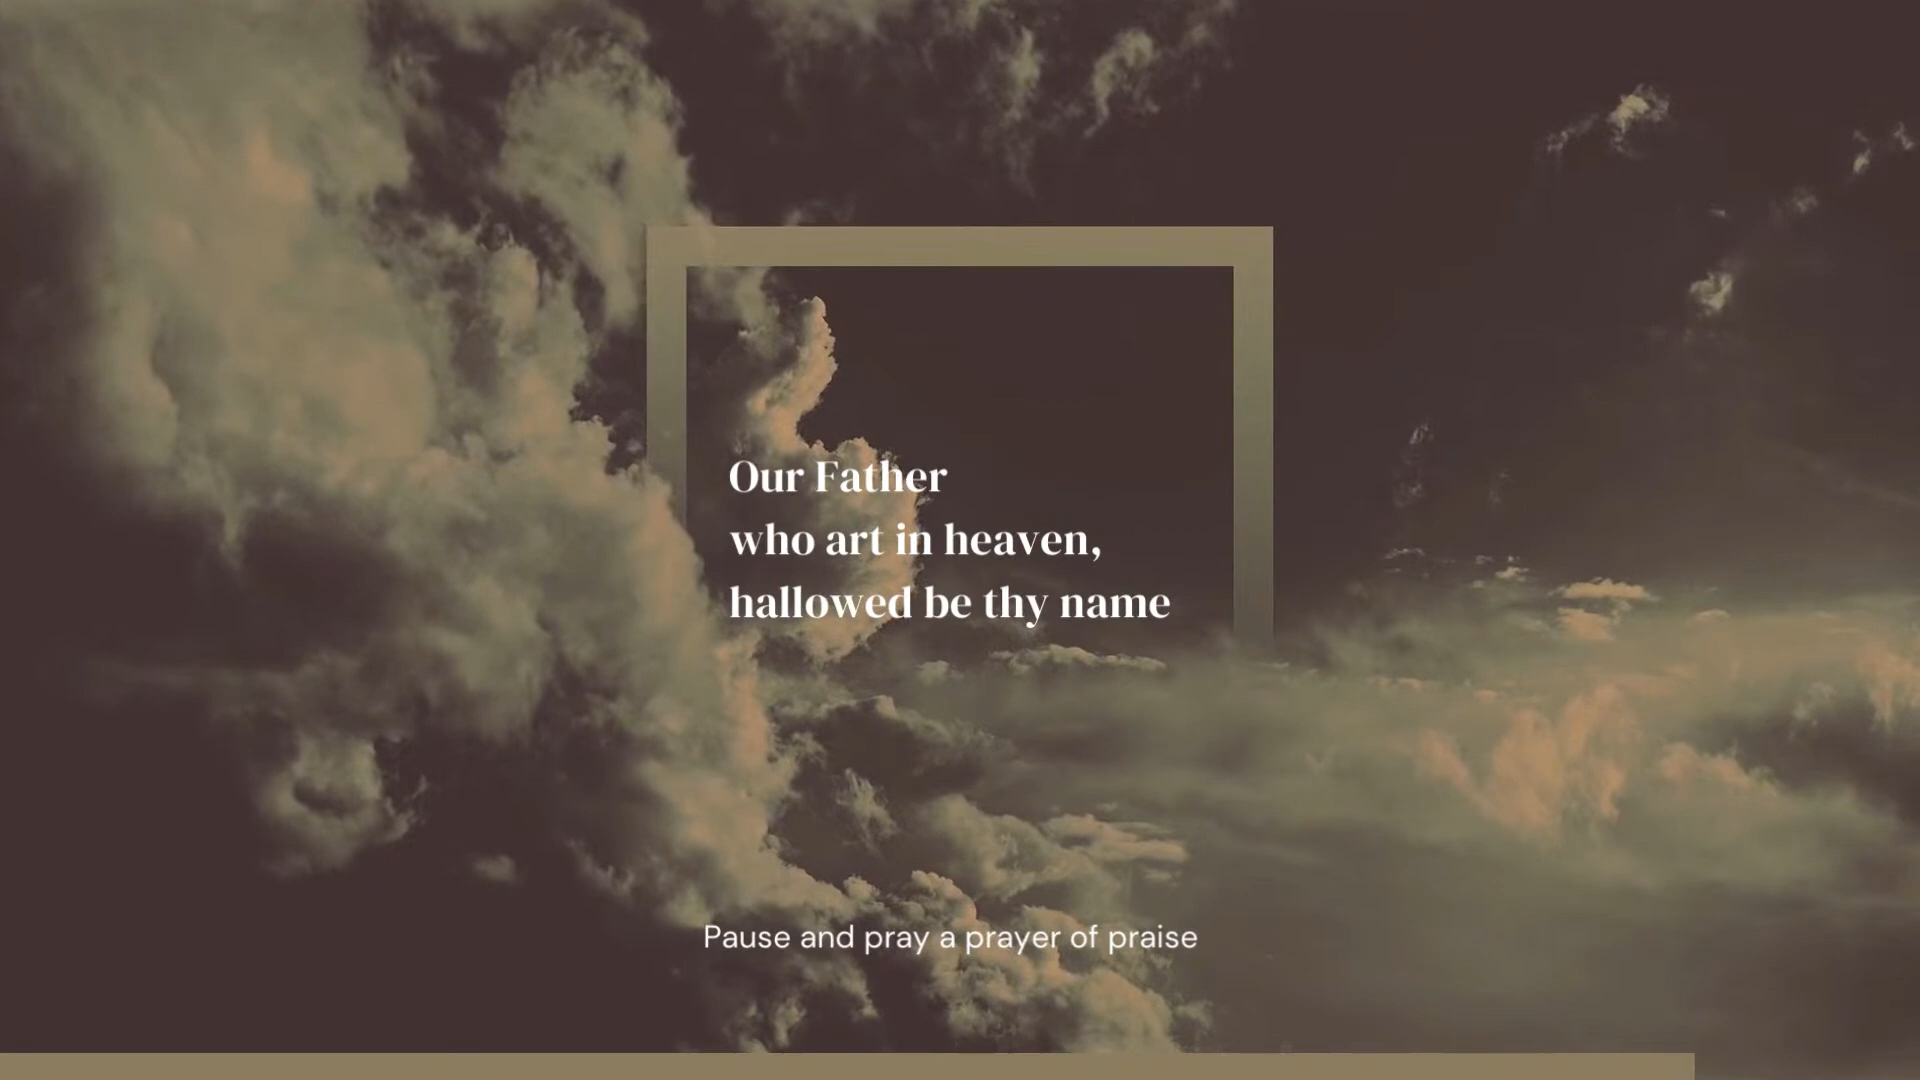 Our Father
who art in heaven,
hallowed be thy name
Pause and pray a prayer of praise